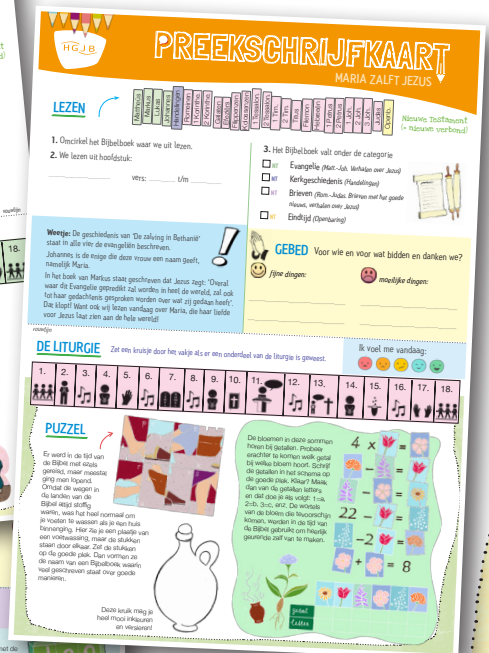 HGJB
PREEKSCHRIJFKAART
MARIA ZALFT JEZUS
LEZEN
Mattheüs
Markus
Lukas
Johannes
Handelingen
Romeinen
1 Korinthe.
2 Korinthe.
Galaten
Efeziërs
Filippenzen
Kolossenzen
1 Tessalon.
2 Tessalon.
1 Tim.
2 Tim.
Titus
Filemon
Hebreeën
1 Petrus
2 Petrus
1 Joh.
2 Joh.
3 Joh.
Judas
Openb.
Nieuwe Testament
(= nieuwe verbond)
1. Omcirkel het Bijbelboek waar we uit lezen.
2. We lezen uit hoofdstuk:
vers: t/m
3. Het Bijbelboek valt onder de categorie
NT Evangelie (Matt.-Joh. Verhalen over Jezus)
NT Kerkgeschiedenis (Handelingen)
NT Brieven (Rom.-Judas. Brieven met het goede
nieuws, verhalen over Jezus)
NT Eindtijd (Openbaring)
Weetje: De geschiedenis van 'De zalving in Bethanië'
staat in alle vier de evangeliën beschreven.
Johannes is de enige die deze vrouw een naam geeft,
namelijk Maria.
In het boek van Markus staat geschreven dat Jezus zegt: "Overal
waar dit Evangelie gepredikt zal worden in heel de wereld, zal ook
tot haar gedachtenis gesproken worden over wat zij gedaan heeft".
Dat klopt! Want ook wij lezen vandaag over Maria, die haar liefde
voor Jezus laat zien aan de hele wereld!
GEBED Voor wie en voor wat bidden en danken we?
fijne dingen:
moeilijke dingen:
vouwlijn
vouwlijn
18.
DE LITURGIE Zet een kruisje door het vakje als er een onderdeel van de liturgie is geweest.
Ik voel me vandaag:
1. 2. 3. 4. 5. 6. 7. 8. 9. 10. 11. 12. 13. 14. 15. 16. 17. 18.
PUZZEL
Er werd in de tijd van
de Bijbel met ezels
gereisd, maar meestal
ging men lopend.
Omdat de wegen in
de landen van de
Bijbel altijd stoffig
waren, was het heel normaal om
je voeten te wassen als je een huis
binnenging. Hier zie je een plaatje van
een voetwassing, maar de stukken
staan door elkaar. Zet de stukken
op de goede plek. Dan vormen ze
de naam van een Bijbelboek waarin
veel geschreven staat over goede
manieren.
Deze kruik mag je
heel mooi inkleuren
en versieren!
De bloemen in deze sommen
horen bij getallen. Probeer
erachter te komen welk getal
bij welke bloem hoort. Schrijf
de getallen in het schema op
de goede plek. Klaar? Maak
dan van de getallen letters
en dat doe je als volgt: 1=a,
2=b, 3=c, enz. De wortels
van de bloem die tevoorschijn
komen, werden in de tijd van
de Bijbel gebruikt om heerlijk
geurende zalf van te maken.
4 x =
- =
- =
22 - =
- 2 =
+ = 8
getal
letter